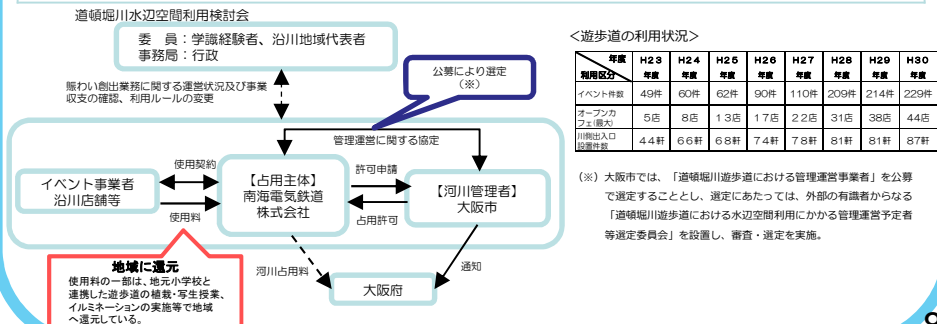 道頓堀川水辺空間利用検討会
委　員：学識経験者、沿川地域代表者
事務局：行政
賑わい創出業務に関する運営状況及び事業
収支の確認、利用ルールの変更
公募により選定
（※）
管理運営に関する協定
イベント事業者
沿川店舗等
使用契約
使用料
【占用主体】
南海電気鉄道
株式会社
許可申請
占用許可
【河川管理者】
大阪市
地域に還元
使用料の一部は、地元小学校と
連携した遊歩道の植栽・写生授業、
イルミネーションの実施等で地域
へ還元している。
河川占用料
通知
大阪府
＜遊歩道の利用状況＞
年度 H23 H24 H25 H26 H27 H28 H29 H30
利用区分 年度 年度 年度 年度 年度 年度 年度 年度
イベント件数 49件 60件 62件 90件 110件 209件 214件 229件
オープンカ
フェ(最大) 5店 8店 13店 17店 22店 31店 38店 44店
川側出入口
設置件数 44軒 66軒 68軒 74軒 78軒 81軒 81軒 87軒
（※）大阪市では、「道頓堀川遊歩道における管理運営事業者」を公募
で選定することとし、選定にあたっては、外部の有識者からなる
「道頓堀川遊歩道における水辺空間利用にかかる管理運営予定者
等選定委員会」を設置し、審査・選定を実施。